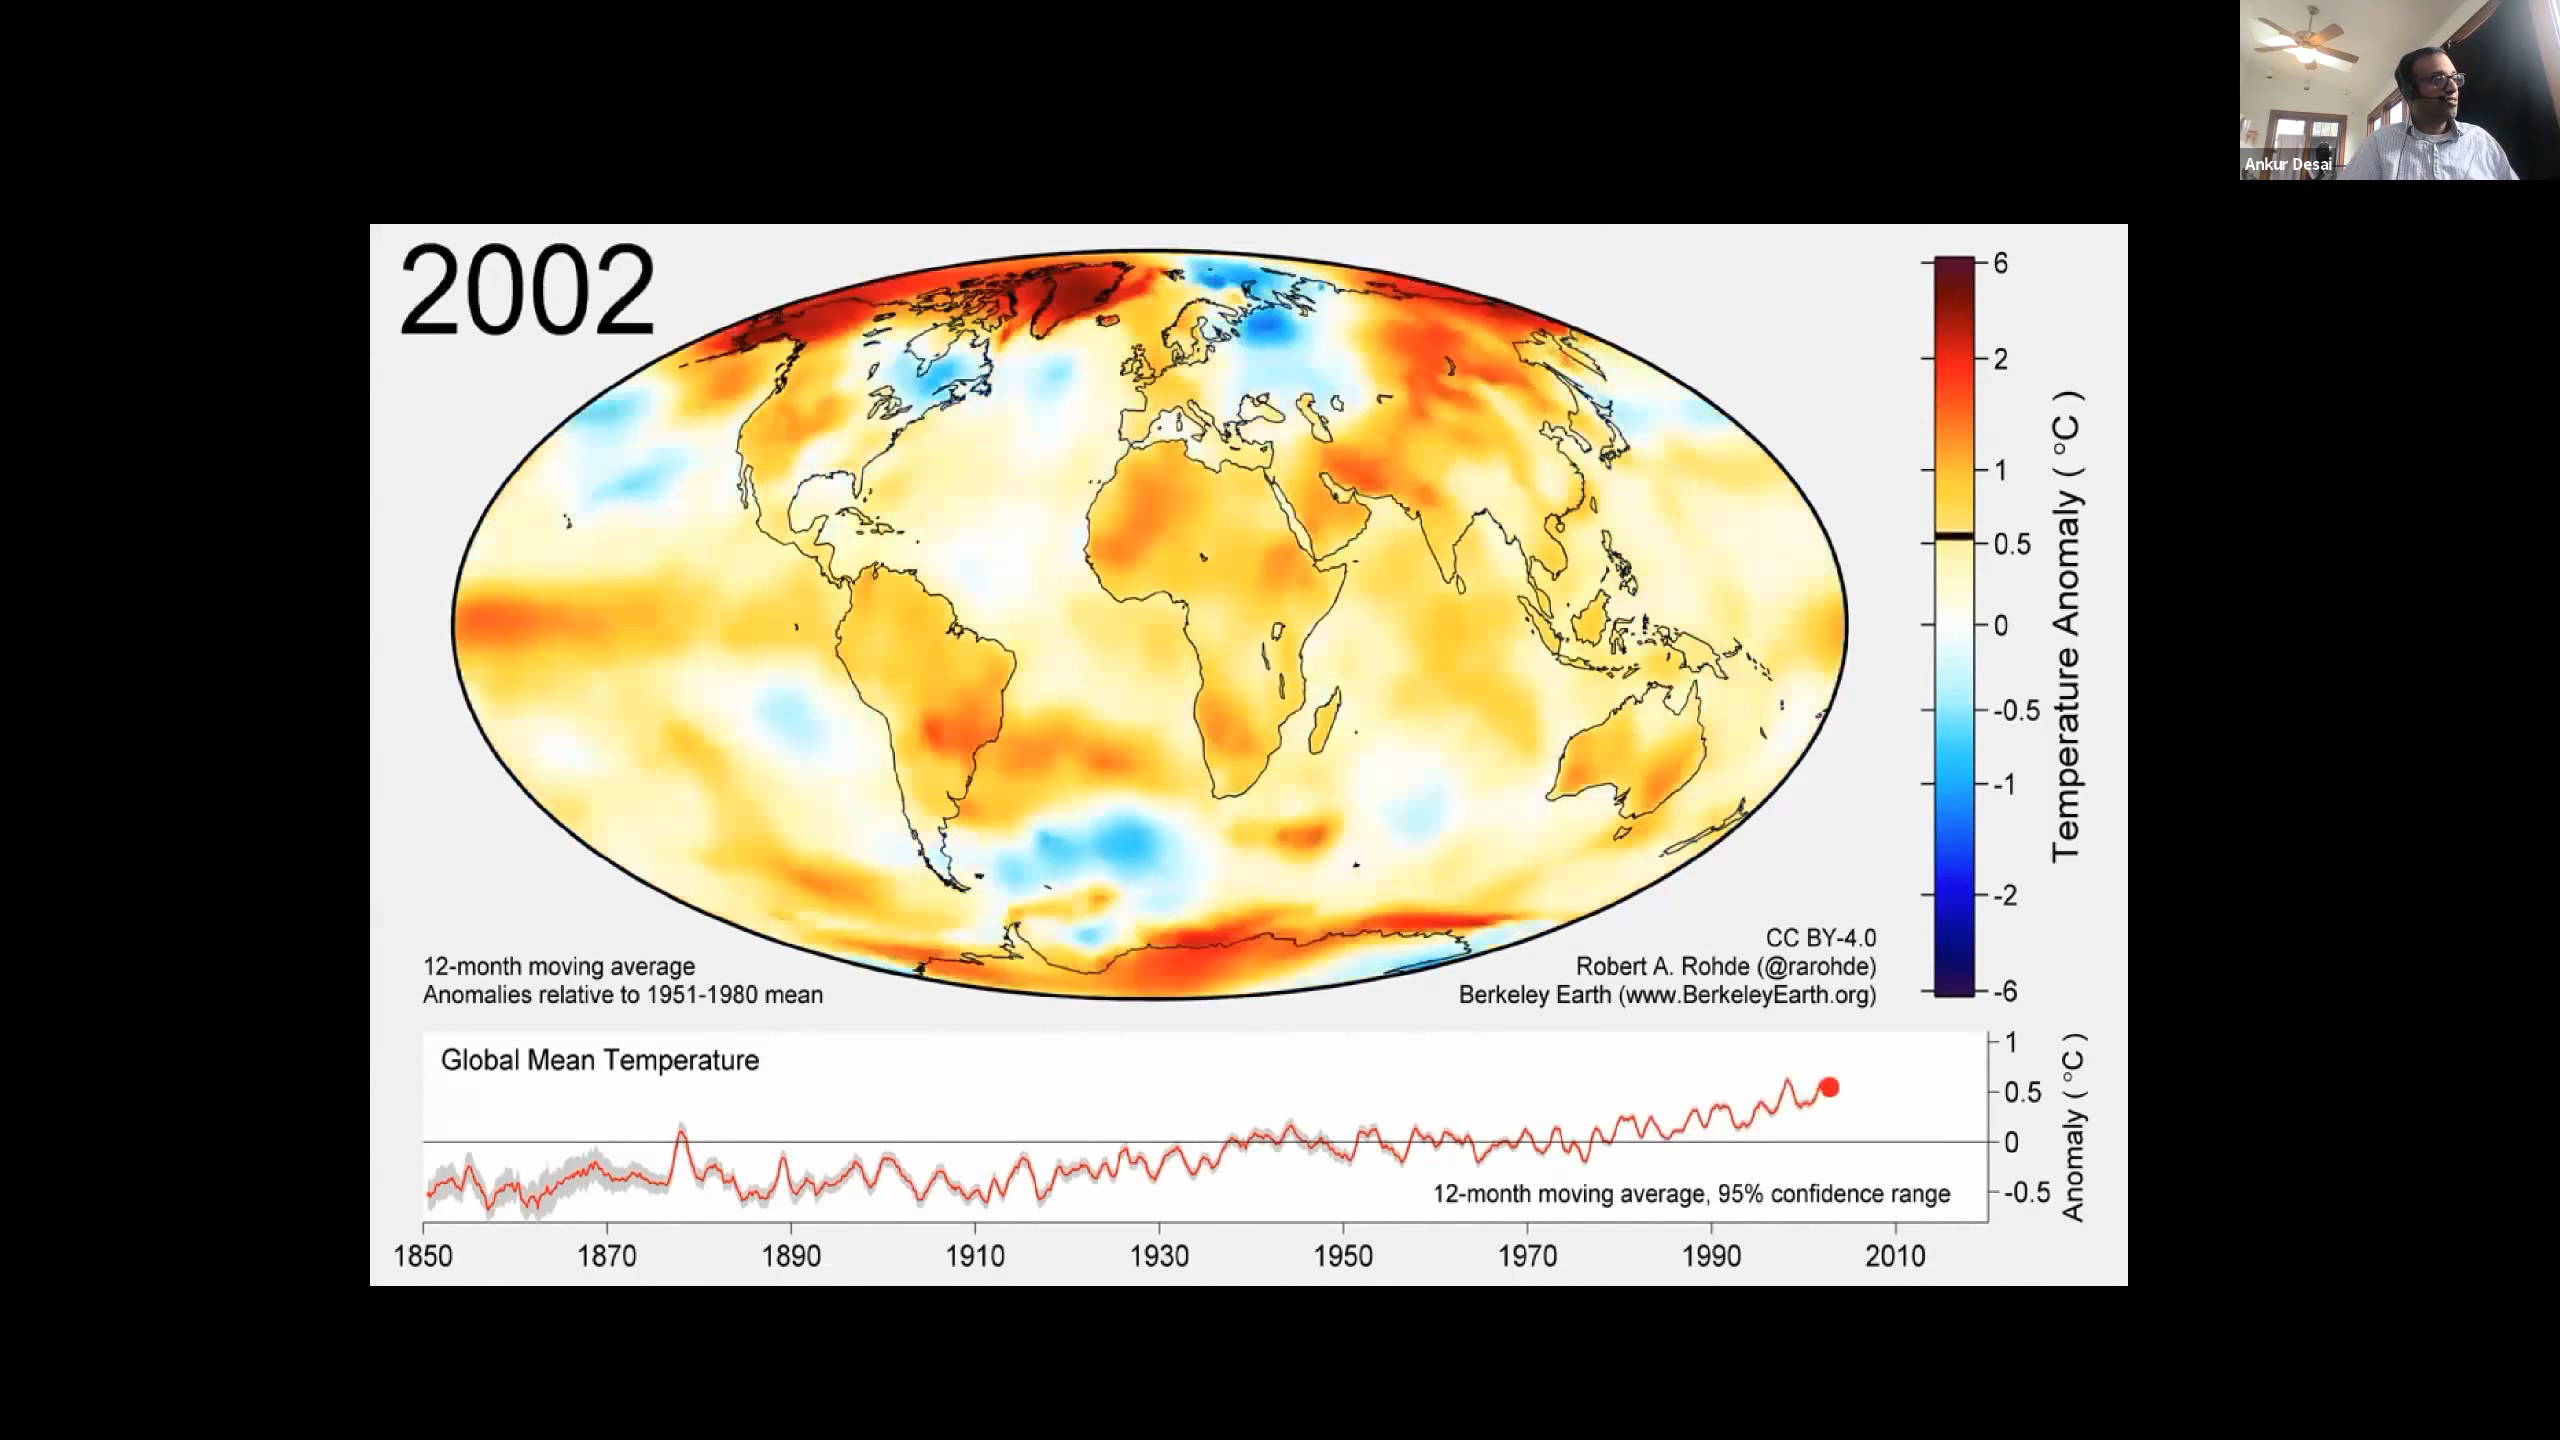 Ankur Desai
2002
6
2
1
0.5
0
-0.5
-1
-2
-6
Temperature Anomaly ( °C )
12-month moving average
Anomalies relative to 1951-1980 mean
CC BY-4.0
Robert A. Rohde (@rarohde)
Berkeley Earth (www.BerkeleyEarth.org)
Global Mean Temperature
12-month moving average, 95% confidence range
1
0.5
0
-0.5
Anomaly ( °C )
1850 1870 1890 1910 1930 1950 1970 1990 2010